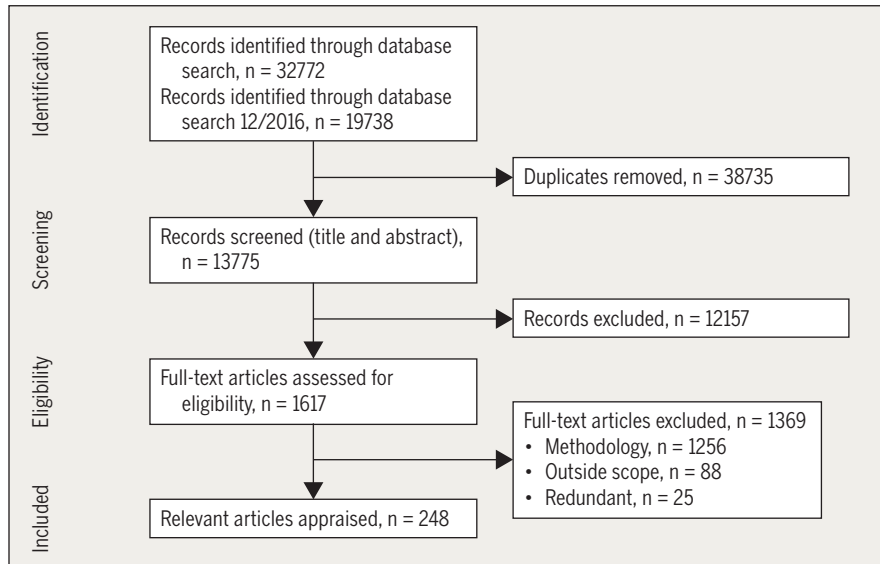 Identification
Records identified through database
search, n = 32772
Records identified through database
search 12/2016, n = 19738
Duplicates removed, n = 38735
Screening
Records screened (title and abstract),
n = 13775
Records excluded, n = 12157
Eligibility
Full-text articles assessed for
eligibility, n = 1617
Full-text articles excluded, n = 1369
• Methodology, n = 1256
• Outside scope, n = 88
• Redundant, n = 25
Included
Relevant articles appraised, n = 248